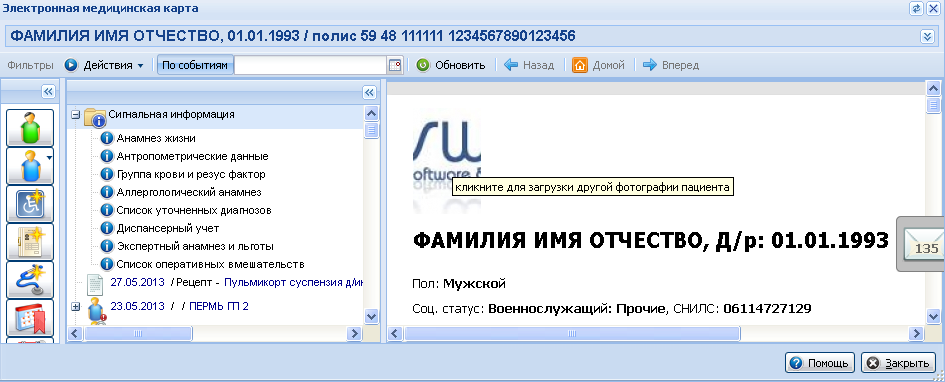 Электронная медицинская карта
ФАМИЛИЯ ИМЯ ОТЧЕСТВО, 01.01.1993 / полис 59 48 111111 1234567890123456
Фильтры Действия По событиям Обновить Назад Домой Вперед
Сигнальная информация
Анамнез жизни
Антропометрические данные
Группа крови и резус фактор
Аллергологический анамнез
Список уточненных диагнозов
Диспансерный учет
Экспертный анамнез и льготы
Список оперативных вмешательств
27.05.2013 / Рецепт - Пульмикорт суспензия д/ин
23.05.2013 / / ПЕРМЬ ГП 2
oftware &
кликните для загрузки другой фотографии пациента
ФАМИЛИЯ ИМЯ ОТЧЕСТВО, Д/р: 01.01.1993
135
Пол: Мужской
Соц. статус: Военнослужащий: Прочие, СНИЛС: 06114727129
Помощь Закрыть